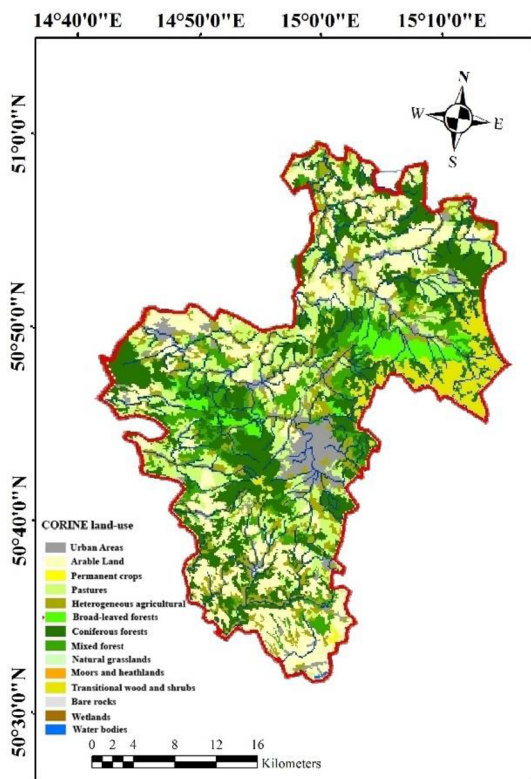 14°40'0"E 14°50'0"E 15°0'0"E 15°10'0"E
N
W E
S
51°0'0"N
50°50'0"N
50°40'0"N
50°30'0"N
CORINE land-use
Urban Areas
Arable Land
Permanent crops
Pastures
Heterogeneous agricultural
Broad-leaved forests
Coniferous forests
Mixed forest
Natural grasslands
Moors and heathlands
Transitional wood and shrubs
Bare rocks
Wetlands
Water bodies
0 2 4 8 12 16
Kilometers